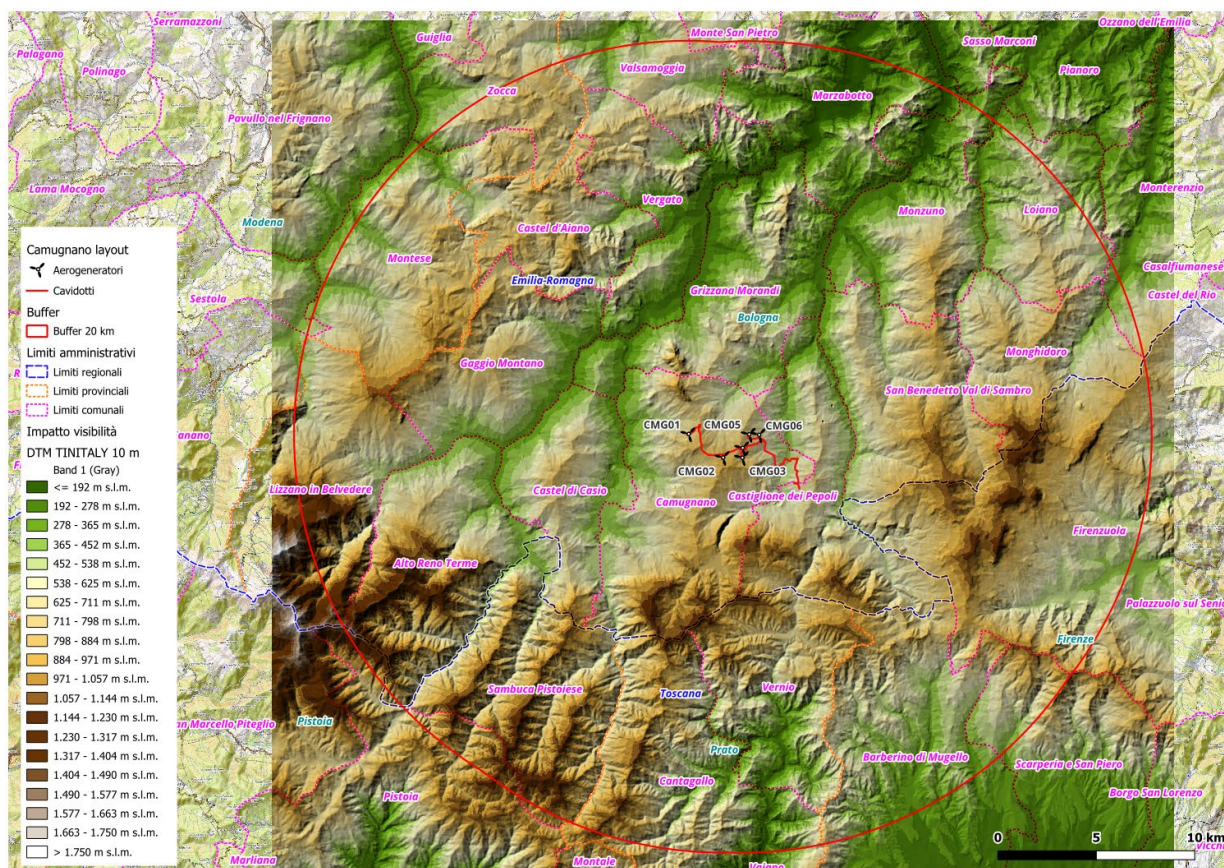 Serramazzoni
Guiglia
Monte San Pietro
Ozzano dell'Emilia
Palagano
Polinago
Valsamoggia
Sasso Marconi
Pianoro
Zocca
Marzabotto
Pavullo nel Frignano
Lama Mocogno
Modena
Vergato
Monzuno
Loiano
Monterenzio
Castel d'Aiano
Montese
Emilia-Romagna
Casalfiumanese
Castel del Rio
Sestola
Grizzana Morandi
Bologna
Monghidoro
Gaggio Montano
San Benedetto Val di Sambro
CMG01
CMG05
CMG06
CMG02
CMG03
Lizzano in Belvedere
Castel di Casio
Camugnano
Castiglione dei Pepoli
Firenzuola
Alto Reno Terme
Palazzuolo sul Senio
Firenze
Sambuca Pistoiese
Toscana
Vernio
an Marcello Piteglio
Pistoia
Prato
Barberino di Mugello
Scarperia e San Piero
Cantagallo
Pistoia
Borgo San Lorenzo
Marliana
Montale
Vaiano
Vicch
Camugnano layout
Aerogeneratori
Cavidotti
Buffer
Buffer 20 km
Limiti amministrativi
Limiti regionali
Limiti provinciali
Limiti comunali
Impatto visibilità
DTM TINITALY 10 m
Band 1 (Gray)
<= 192 m s.l.m.
192 - 278 m s.l.m.
278 - 365 m s.l.m.
365 - 452 m s.l.m.
452 - 538 m s.l.m.
538 - 625 m s.l.m.
625 - 711 m s.l.m.
711 - 798 m s.l.m.
798 - 884 m s.l.m.
884 - 971 m s.l.m.
971 - 1.057 m s.l.m.
1.057 - 1.144 m s.l.m.
1.144 - 1.230 m s.l.m.
1.230 - 1.317 m s.l.m.
1.317 - 1.404 m s.l.m.
1.404 - 1.490 m s.l.m.
1.490 - 1.577 m s.l.m.
1.577 - 1.663 m s.l.m.
1.663 - 1.750 m s.l.m.
> 1.750 m s.l.m.
0 5 10 km